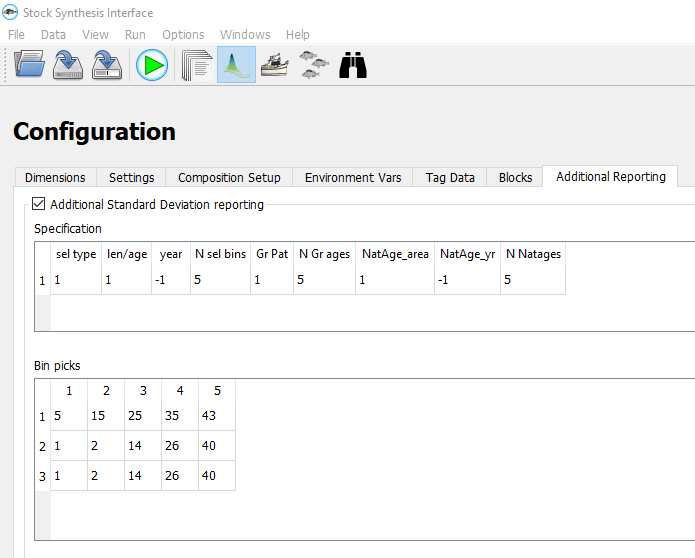 Stock Synthesis Interface
File Data View Run Options Windows Help
Configuration
Dimensions Settings Composition Setup Environment Vars Tag Data Blocks Additional Reporting
Additional Standard Deviation reporting
Specification
sel type len/age year N sel bins Gr Pat N Gr ages NatAge_area NatAge_yr N Natages
1 1 1 -1 5 1 5 1 -1 5
Bin picks
1 2 3 4 5
1 5 15 25 35 43
2 1 2 14 26 40
3 1 2 14 26 40